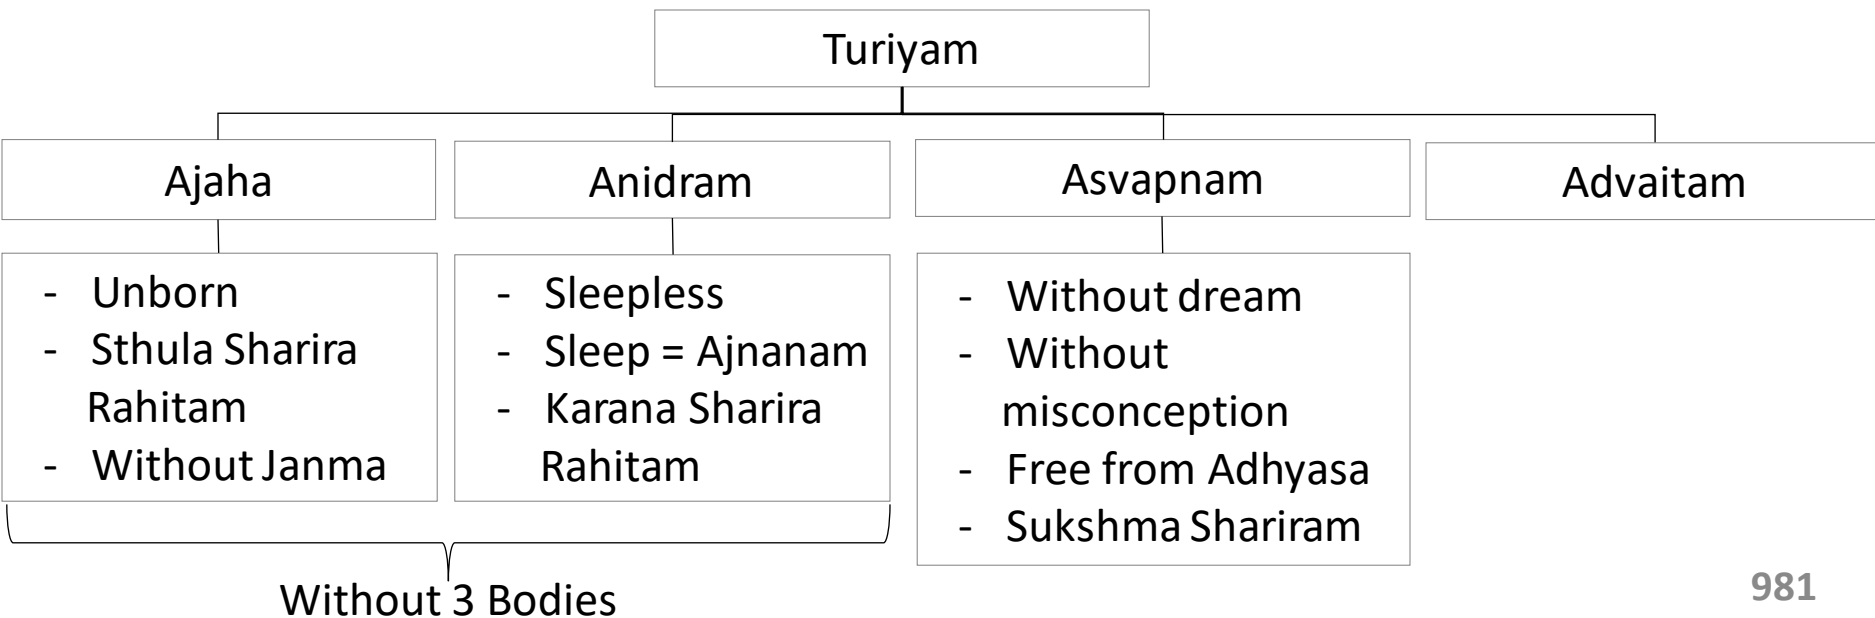 Turiyam
Ajaha
Anidram
Asvapnam
Advaitam
- Unborn
- Sthula Sharira
Rahitam
- Without Janma
- Sleepless
- Sleep = Ajnanam
- Karana Sharira
Rahitam
- Without dream
- Without
misconception
- Free from Adhyasa
- Sukshma Shariram
Without 3 Bodies
981